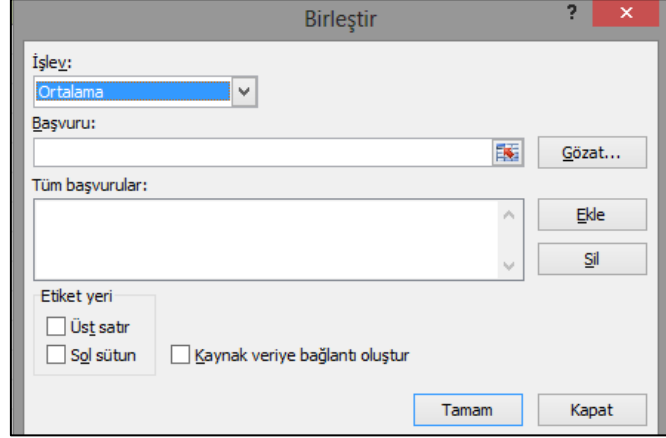 Birleştir
?
İşlev:
Ortalama
Başvuru:
Gözat...
Tüm başvurular:
Ekle
Sil
Etiket yeri
Üst satır
Sol sütun
Kaynak veriye bağlantı oluştur
Tamam
Kapat